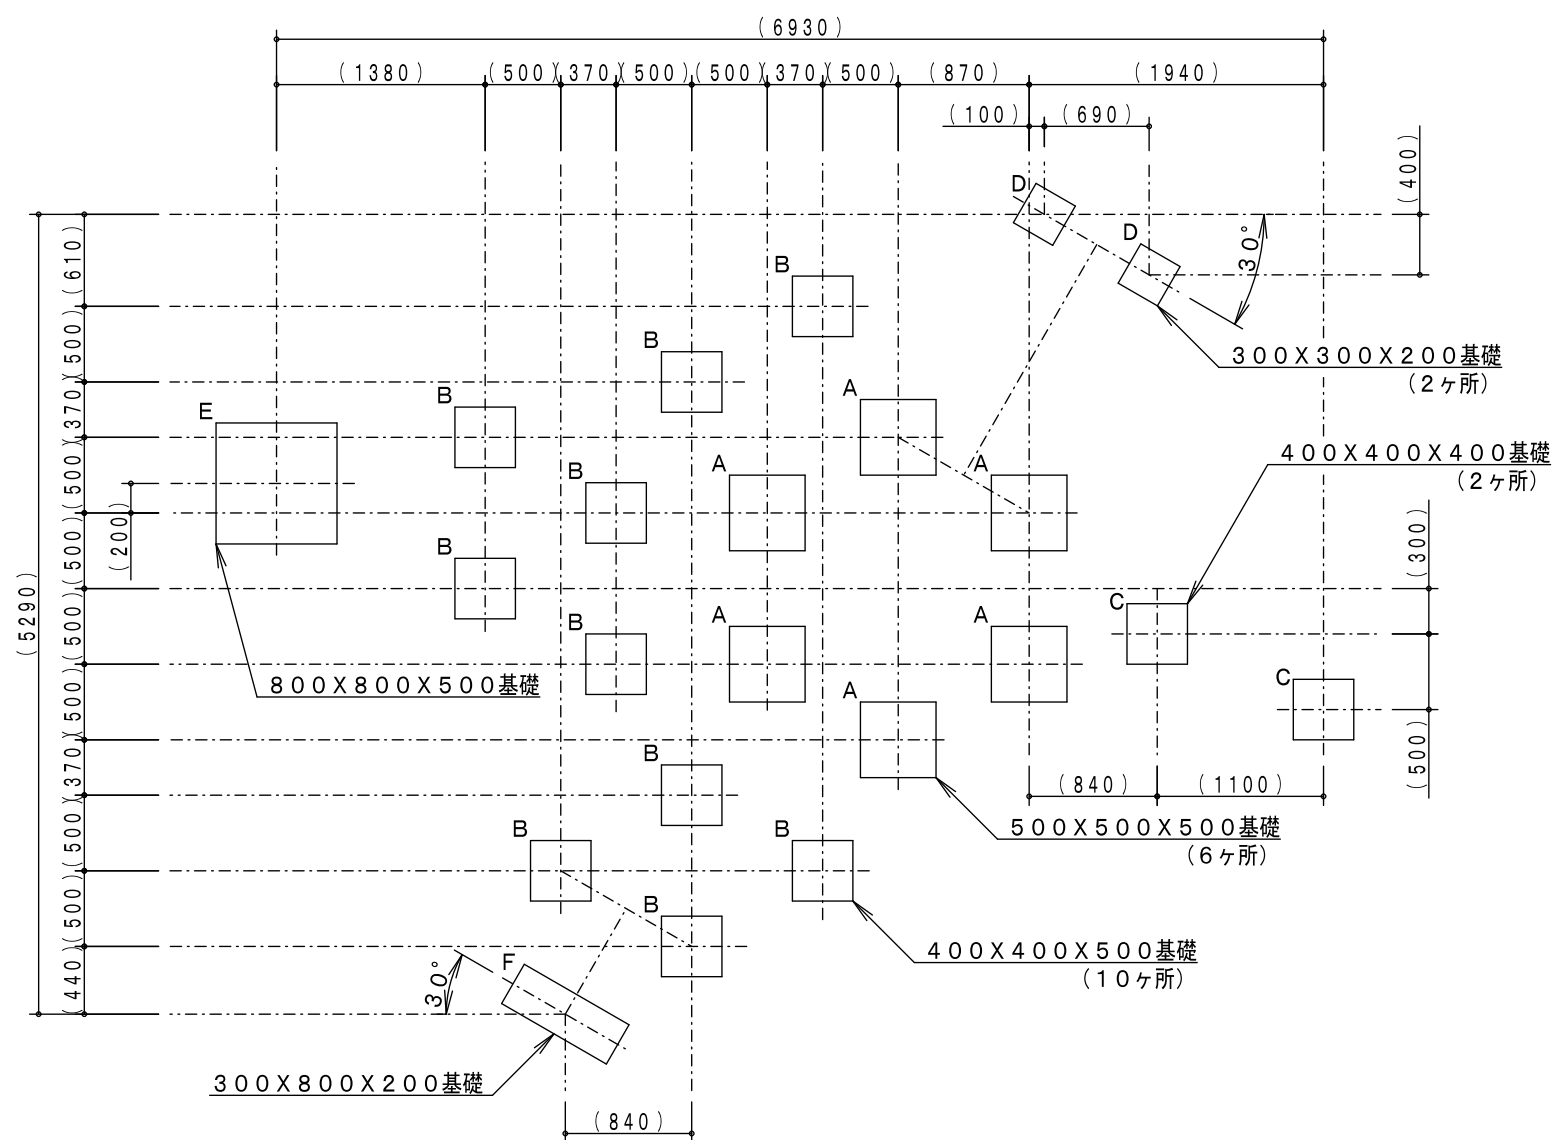 (6930)
(1380) (500) (370) (500) (500) (370) (500) (870) (1940)
(100) (690)
(400)
D
D
30°
B
(610)
300X300X200基礎
(2ヶ所)
B
(500)
A
B
(370)
E
400X400X400基礎
(2ヶ所)
A
A
B
(500)
(200)
(300)
B
(500)
C
A
A
B
(5290)
(500)
C
800X800X500基礎
A
(500)
(500)
B
(370)
(840) (1100)
500X500X500基礎
(6ヶ所)
B
B
(500)
B
(500)
400X400X500基礎
(10ヶ所)
F
30°
(440)
300X800X200基礎
(840)